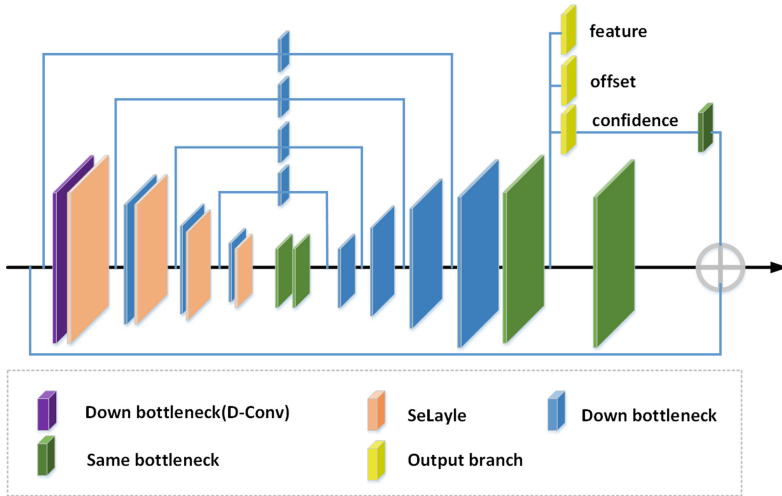 feature
offset
confidence
Down bottleneck(D-Conv)
SeLayle
Down bottleneck
Same bottleneck
Output branch